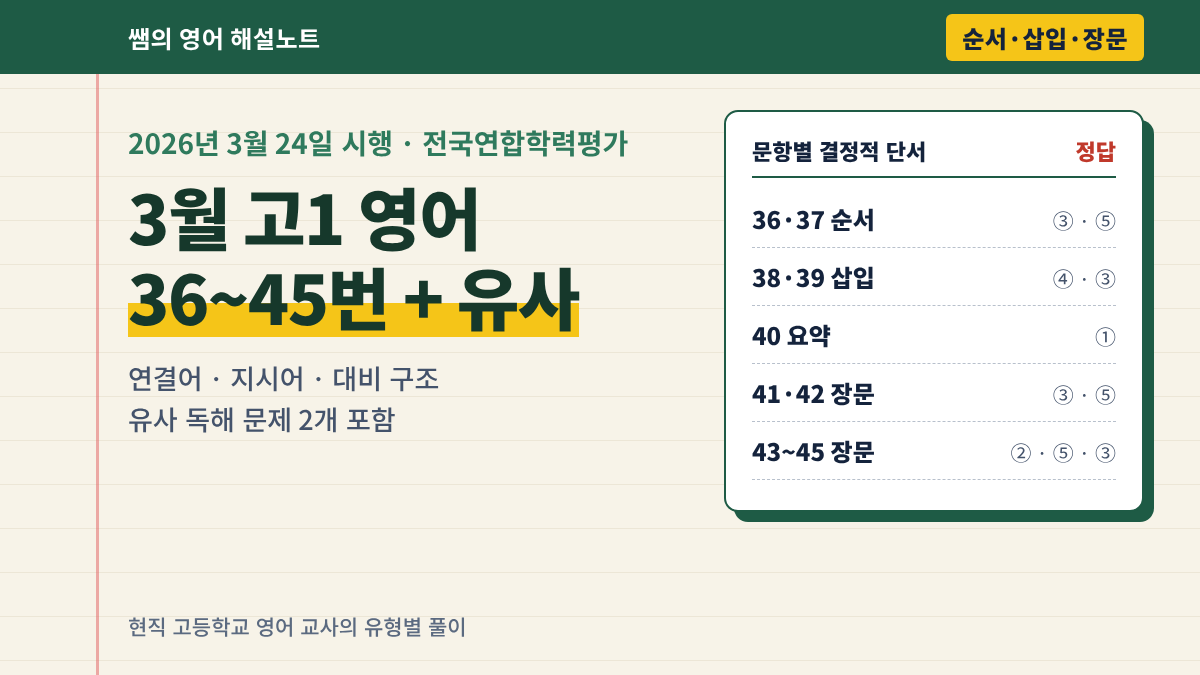 쌤의 영어 해설노트
순서·삽입·장문
2026년 3월 24일 시행 · 전국연합학력평가
3월 고1 영어
36~45번 + 유사
연결어 · 지시어 · 대비 구조
유사 독해 문제 2개 포함
문항별 결정적 단서 정답
36·37 순서 ③ · ⑤
38·39 삽입 ④ · ③
40 요약 ①
41·42 장문 ③ · ⑤
43~45 장문 ② · ⑤ · ③
현직 고등학교 영어 교사의 유형별 풀이